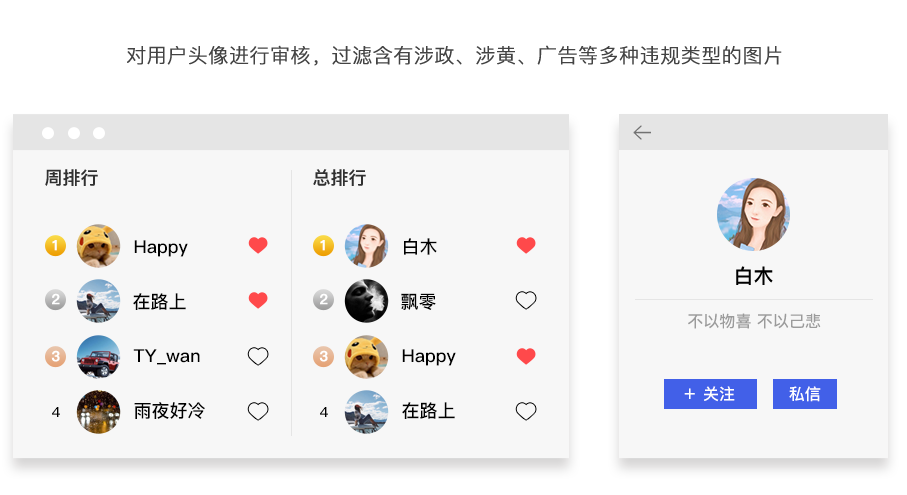 对用户头像进行审核，过滤含有涉政、涉黄、广告等多种违规类型的图片
周排行
1 Happy
2 在路上
3 TY_wan
4 雨夜好冷
总排行
1 白木
2 飘零
3 Happy
4 在路上
白木
不以物喜 不以己悲
+ 关注
私信